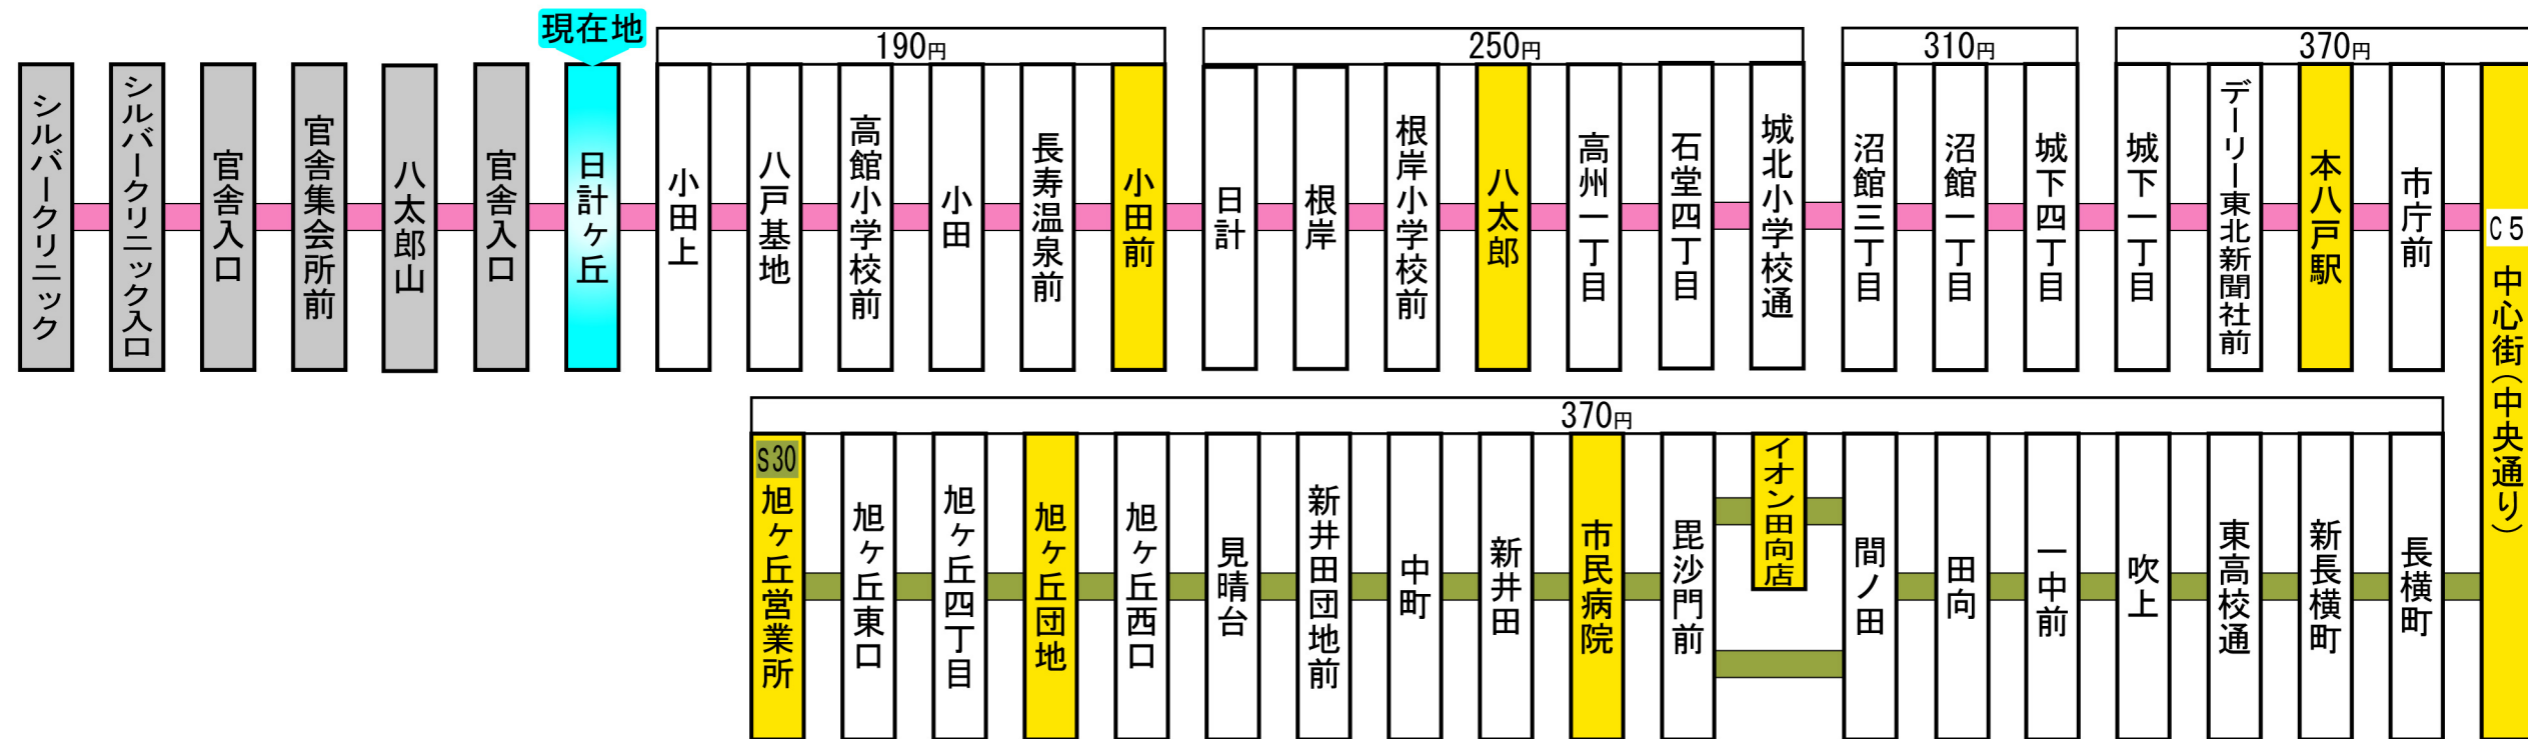 現在地
190円
250円
310円
370円
シルバークリニック
シルバークリニック入口
官舎入口
官舎集会所前
八太郎山
官舎入口
日計ヶ丘
小田上
八戸基地
高館小学校前
小田
長寿温泉前
小田前
日計
根岸
根岸小学校前
八太郎
高州一丁目
石堂四丁目
城北小学校通
沼館三丁目
沼館一丁目
城下四丁目
城下一丁目
デーリー東北新聞社前
本八戸駅
市庁前
C5
中心街(中央通り)
370円
S30
旭ヶ丘営業所
旭ヶ丘東口
旭ヶ丘四丁目
旭ヶ丘団地
旭ヶ丘西口
見晴台
新井田団地前
中町
新井田
市民病院
毘沙門前
イオン田向店
間ノ田
田向
一中前
吹上
東高校通
新長横町
長横町